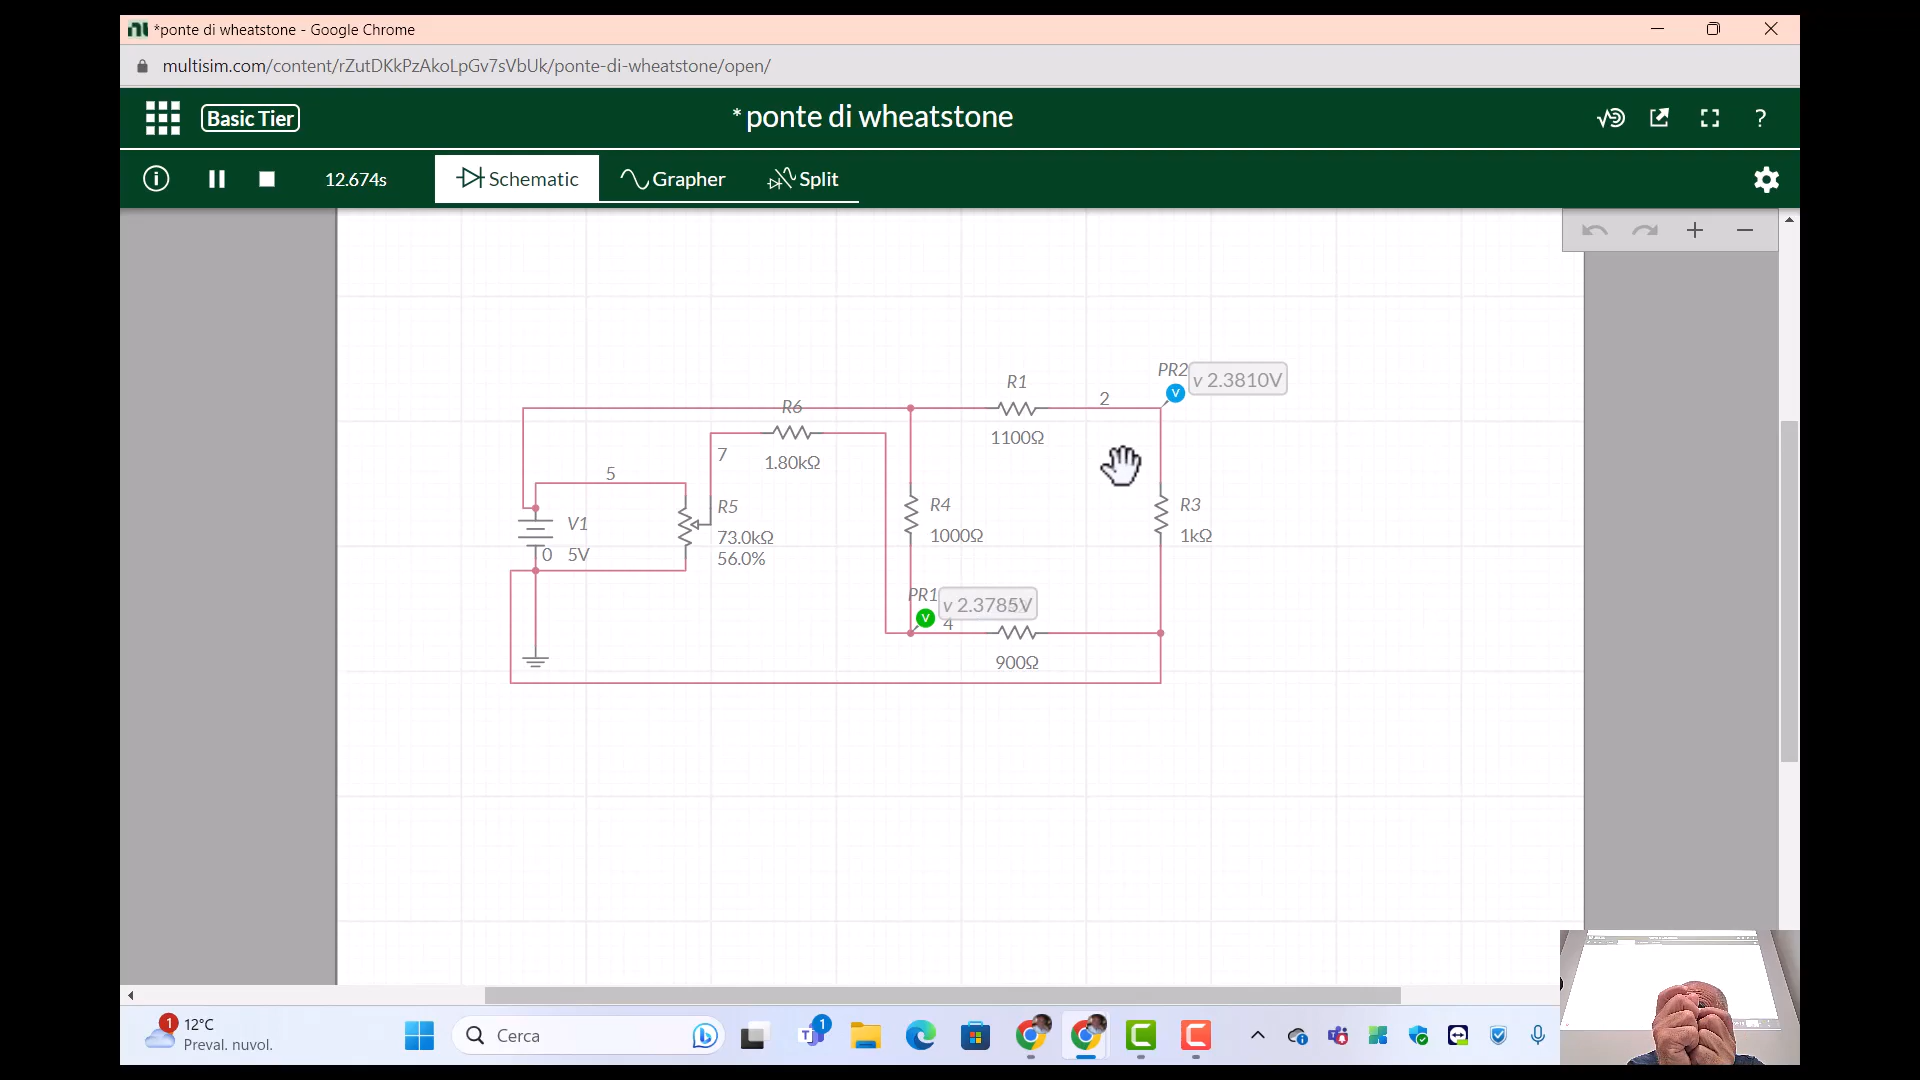 *ponte di wheatstone - Google Chrome
multisim.com/content/rZutDKkPzAkoLpGv7sVbUk/ponte-di-wheatstone/open/
Basic Tier
* ponte di wheatstone
?
12.674s
Schematic
Grapher
Split
PR2
v 2.3810V
R1
2
1100Ω
R6
7
1.80kΩ
5
R5
73.0kΩ
56.0%
V1
0 5V
R4
1000Ω
R3
1kΩ
PR1
v 2.3785V
4
900Ω
1
12°C
Preval. nuvol.
Cerca
1